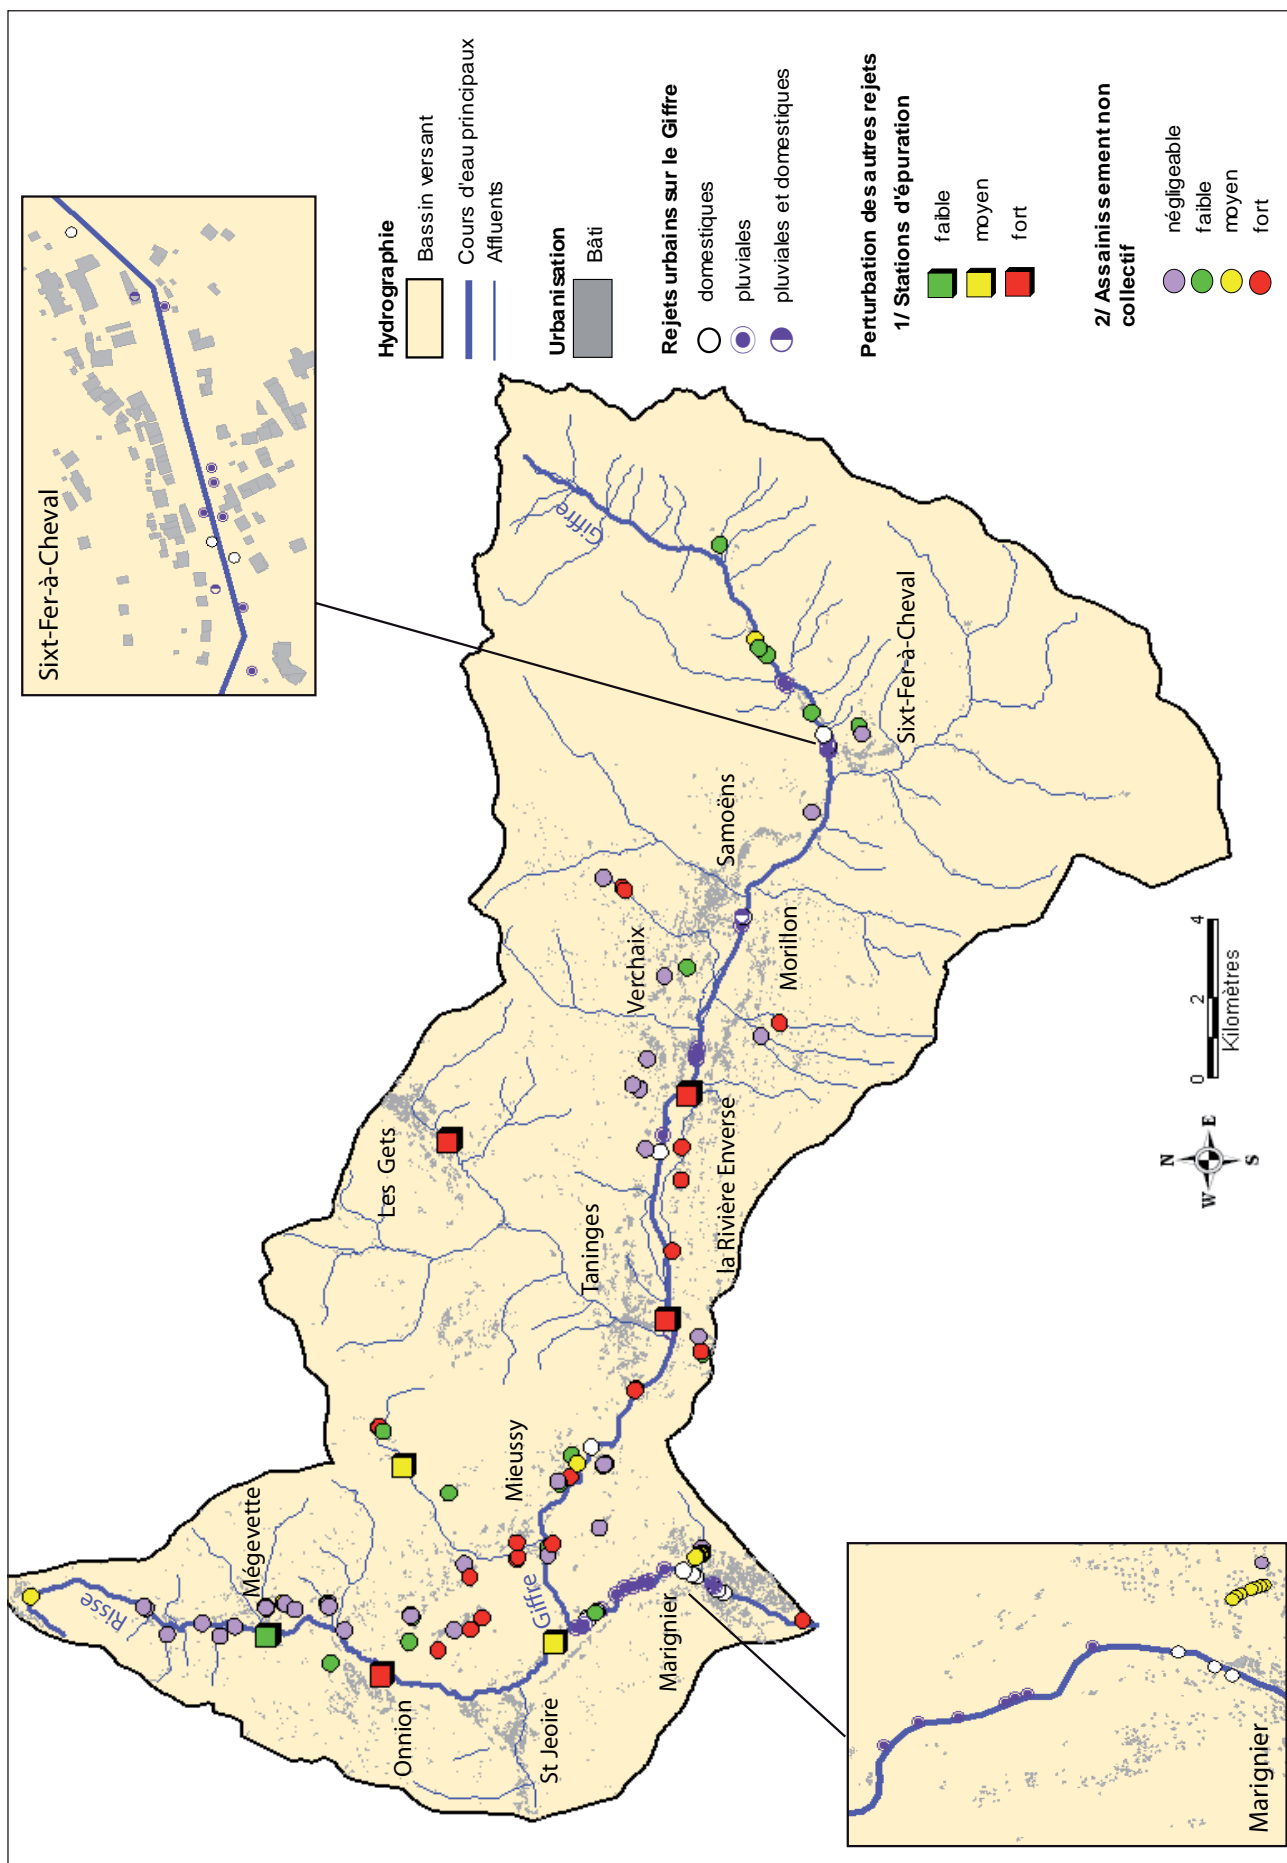 Sixt-Fer-à-Cheval
Hydrographie
Bassin versant
Cours d'eau principaux
Affluents
Urbanisation
Bâti
Rejets urbains sur le Giffre
domestiques
pluviales
pluviales et domestiques
Perturbation des autres rejets
1/ Stations d'épuration
faible
moyen
fort
2/ Assainissement non
collectif
négligeable
faible
moyen
fort
Risse
Mégevette
Onnion
St Jeoire
Giffre
Mieussy
Marignier
Les Gets
Taninges
la Rivière Enverse
Verchaix
Morillon
Samoëns
Giffre
Sixt-Fer-à-Cheval
Marignier
N
W E
S
0 2 4
Kilomètres